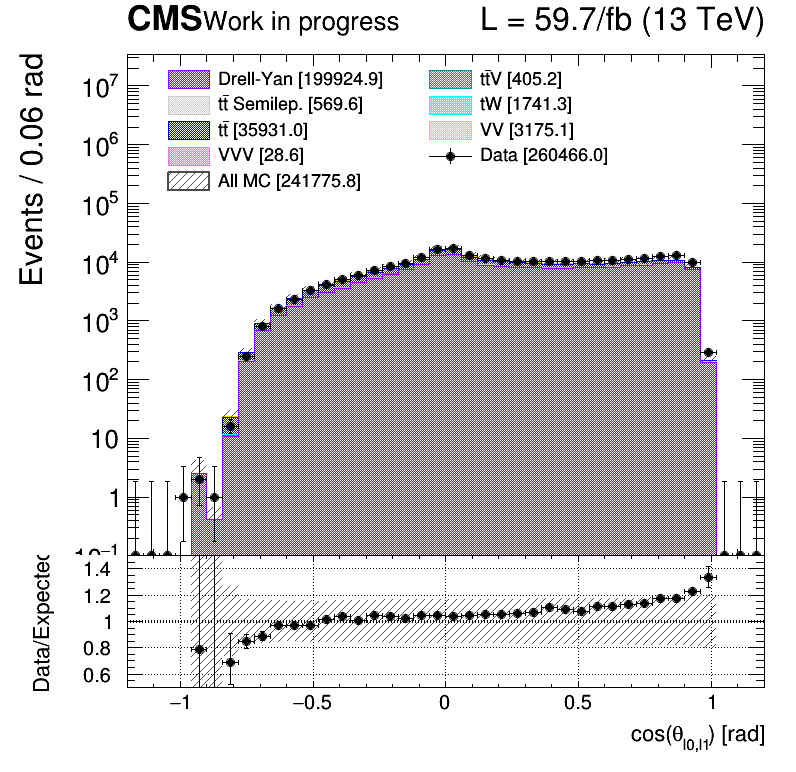 CMS Work in progress L = 59.7/fb (13 TeV)
Events / 0.06 rad
Drell-Yan [199924.9]
tt̄ Semilep. [569.6]
tt̄ [35931.0]
VVV [28.6]
All MC [241775.8]
tt̄V [405.2]
tW [1741.3]
VV [3175.1]
Data [260466.0]
10⁷
10⁶
10⁵
10⁴
10³
10²
10
1
10⁻¹
Data/Expected
1.4
1.2
1
0.8
0.6
−1 −0.5 0 0.5 1
cos(θ_{l0,l1}) [rad]